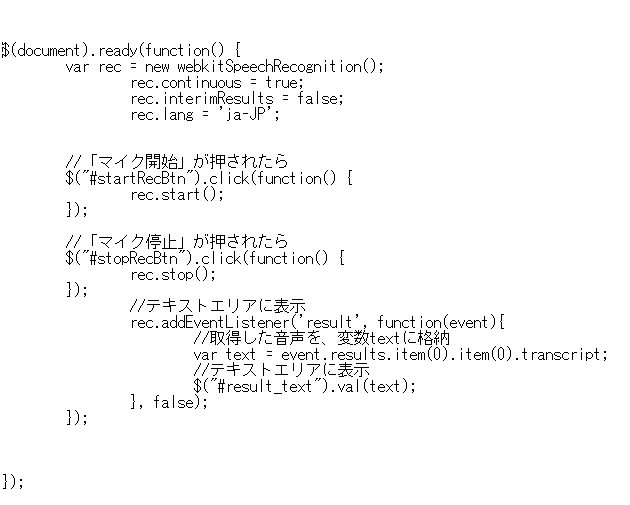 $(document).ready(function() {
var rec = new webkitSpeechRecognition();
rec.continuous = true;
rec.interimResults = false;
rec.lang = 'ja-JP';
//「マイク開始」が押されたら
$("#startRecBtn").click(function() {
rec.start();
});
//「マイク停止」が押されたら
$("#stopRecBtn").click(function() {
rec.stop();
});
//テキストエリアに表示
rec.addEventListener('result', function(event){
//取得した音声を、変数textに格納
var text = event.results.item(0).item(0).transcript;
//テキストエリアに表示
$("#result_text").val(text);
}, false);
});
});